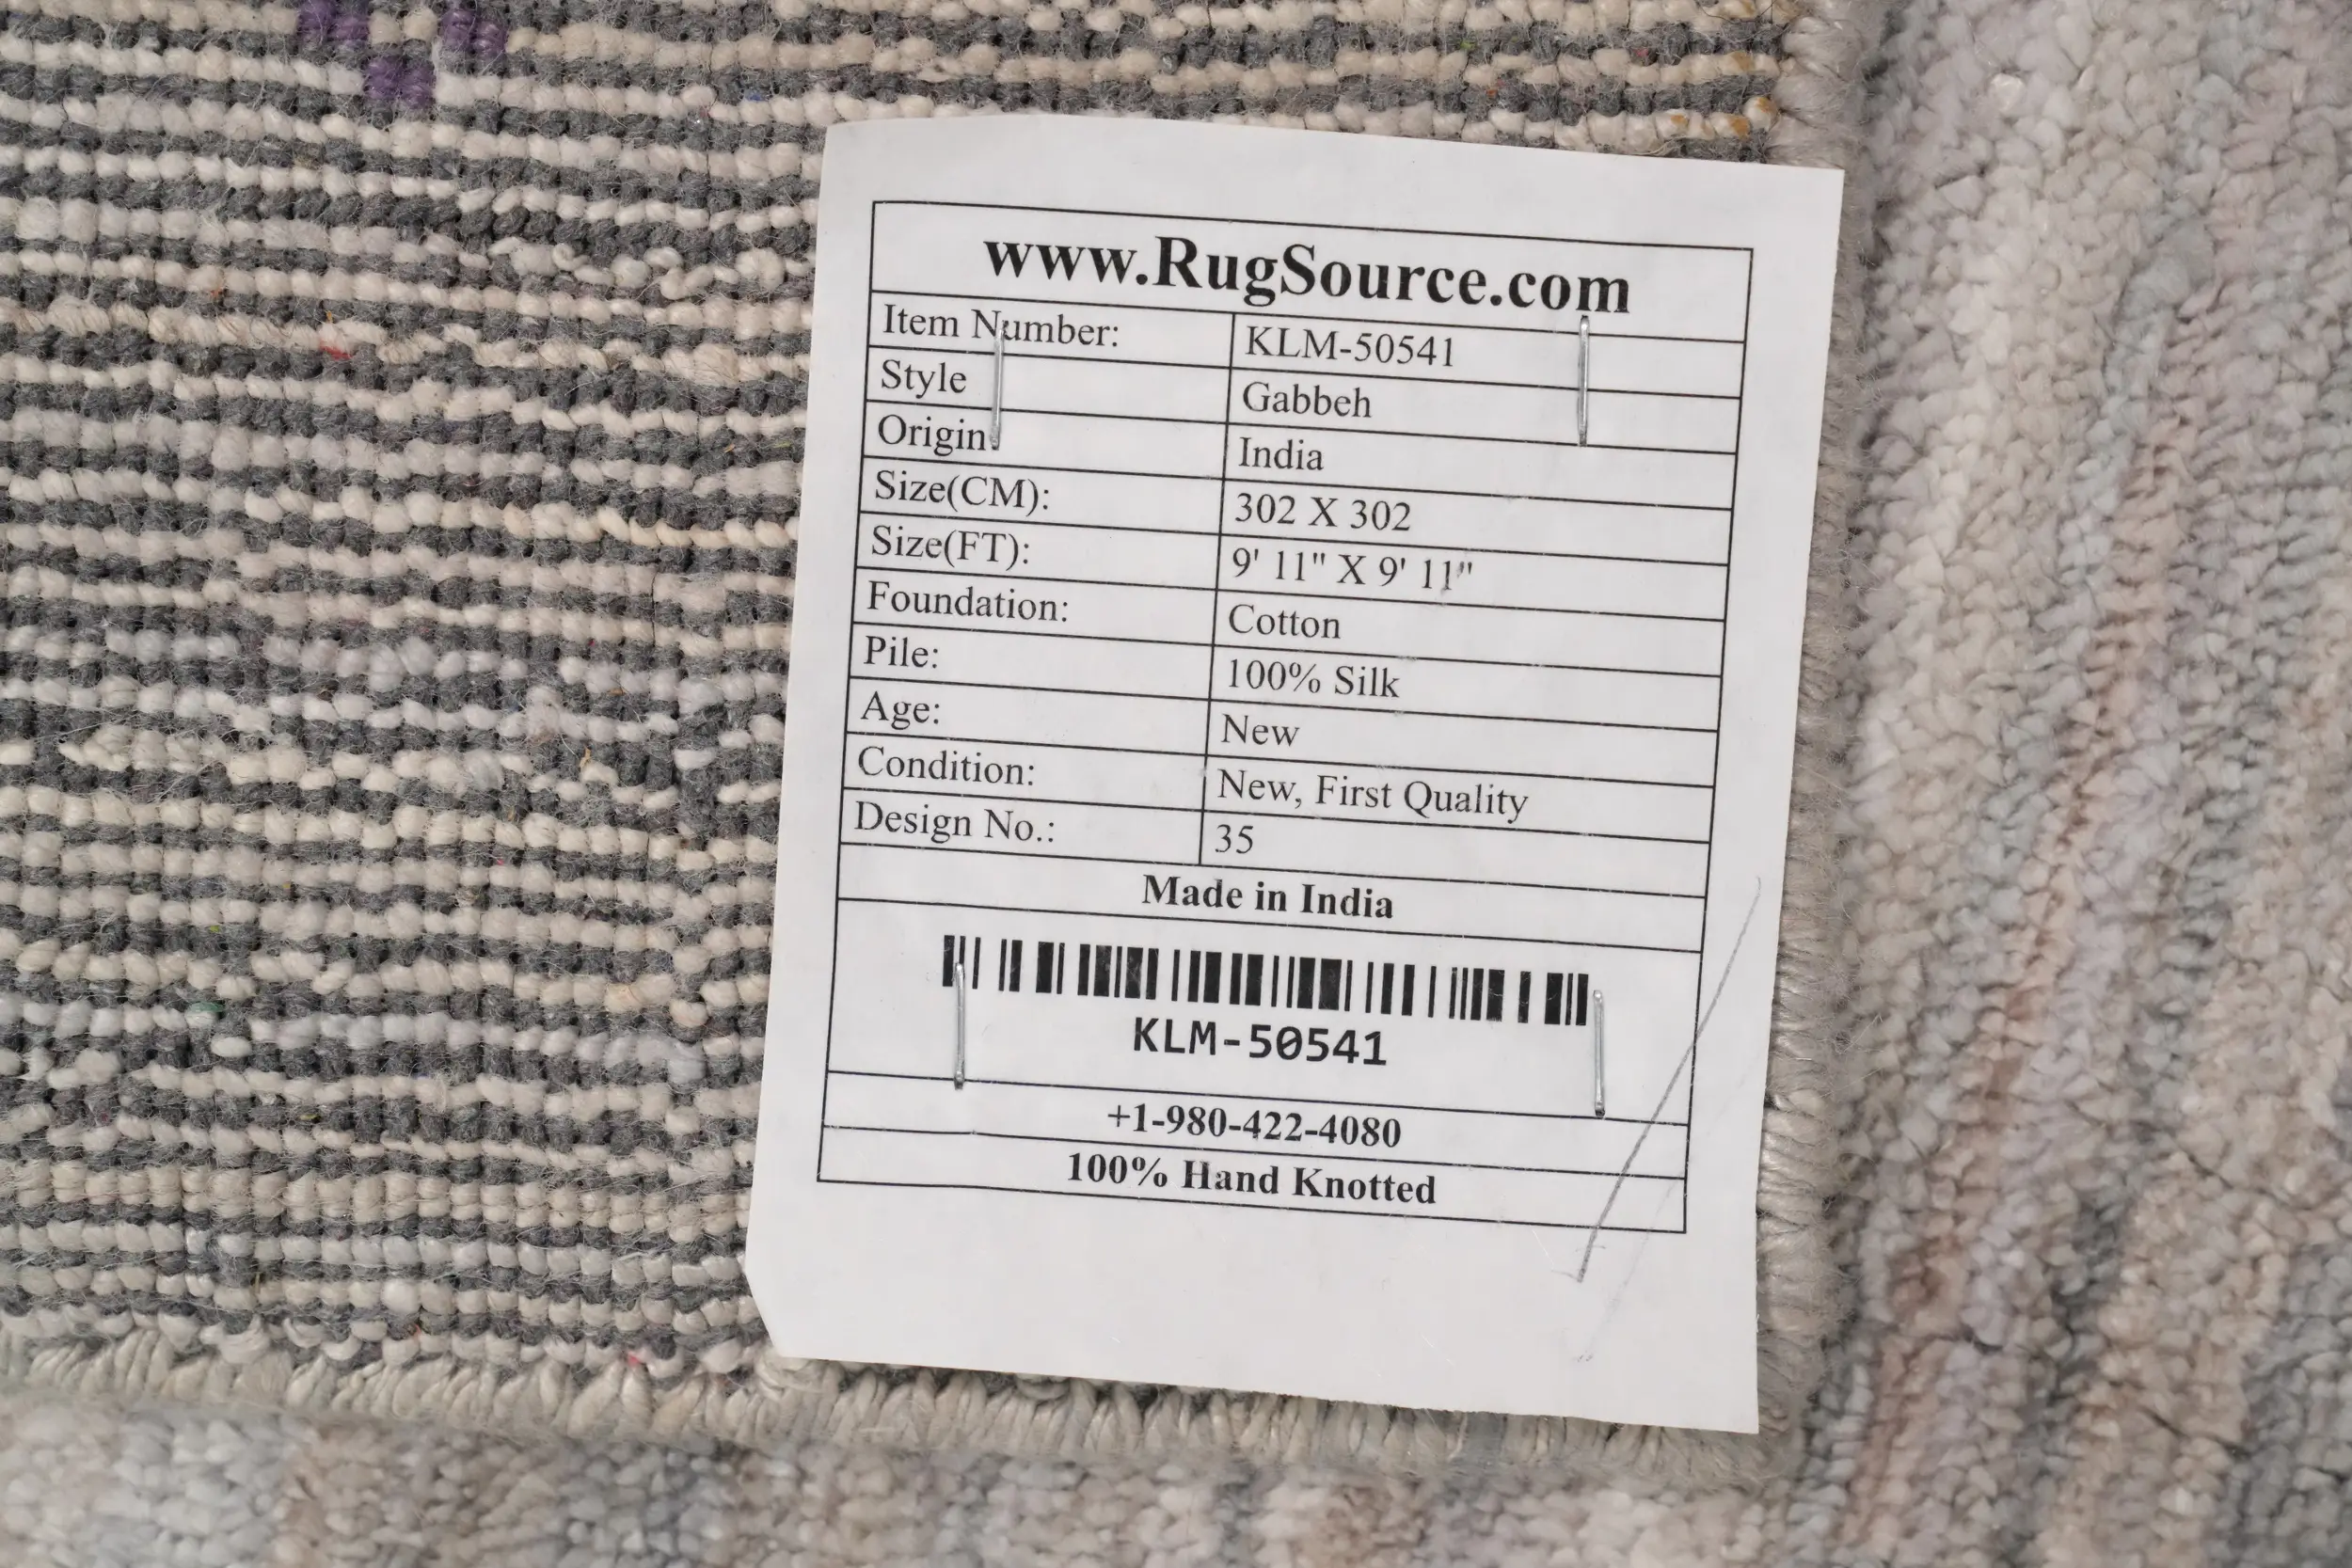 www.RugSource.com
Item Number: KLM-50541
Style Gabbeh
Origin: India
Size(CM): 302 X 302
Size(FT): 9' 11" X 9' 11"
Foundation: Cotton
Pile: 100% Silk
Age: New
Condition: New, First Quality
Design No.: 35
Made in India
KLM-50541
+1-980-422-4080
100% Hand Knotted